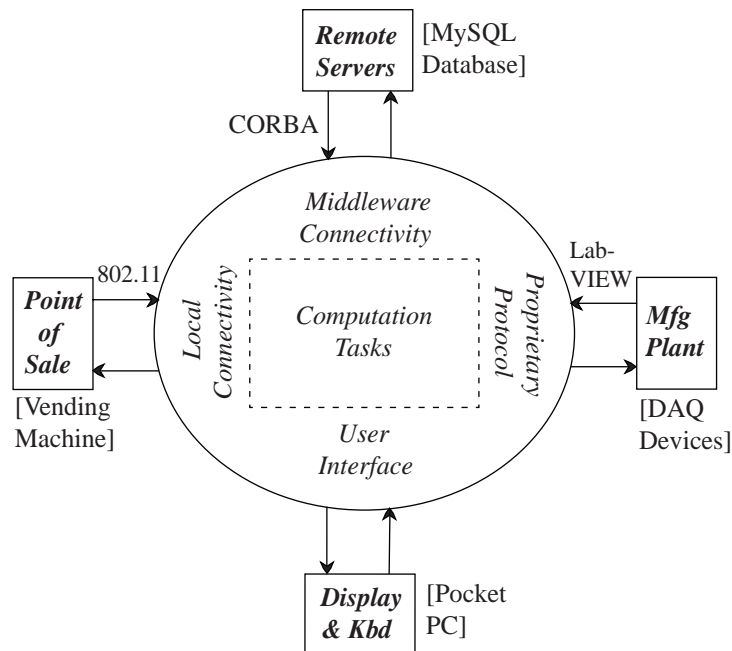 Remote
Servers
[MySQL
Database]
CORBA
Middleware
Connectivity
802.11
Point
of
Sale
[Vending
Machine]
Local
Connectivity
Computation
Tasks
Proprietary
Protocol
Lab-
VIEW
Mfg
Plant
[DAQ
Devices]
User
Interface
Display
& Kbd
[Pocket
PC]